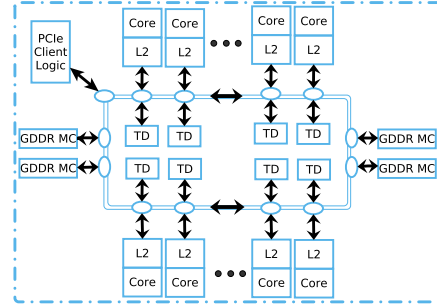 Core Core Core Core
L2 L2 L2 L2
PCIe
Client
Logic
TD TD TD TD
GDDR MC GDDR MC
GDDR MC GDDR MC
TD TD TD TD
L2 L2 L2 L2
Core Core Core Core